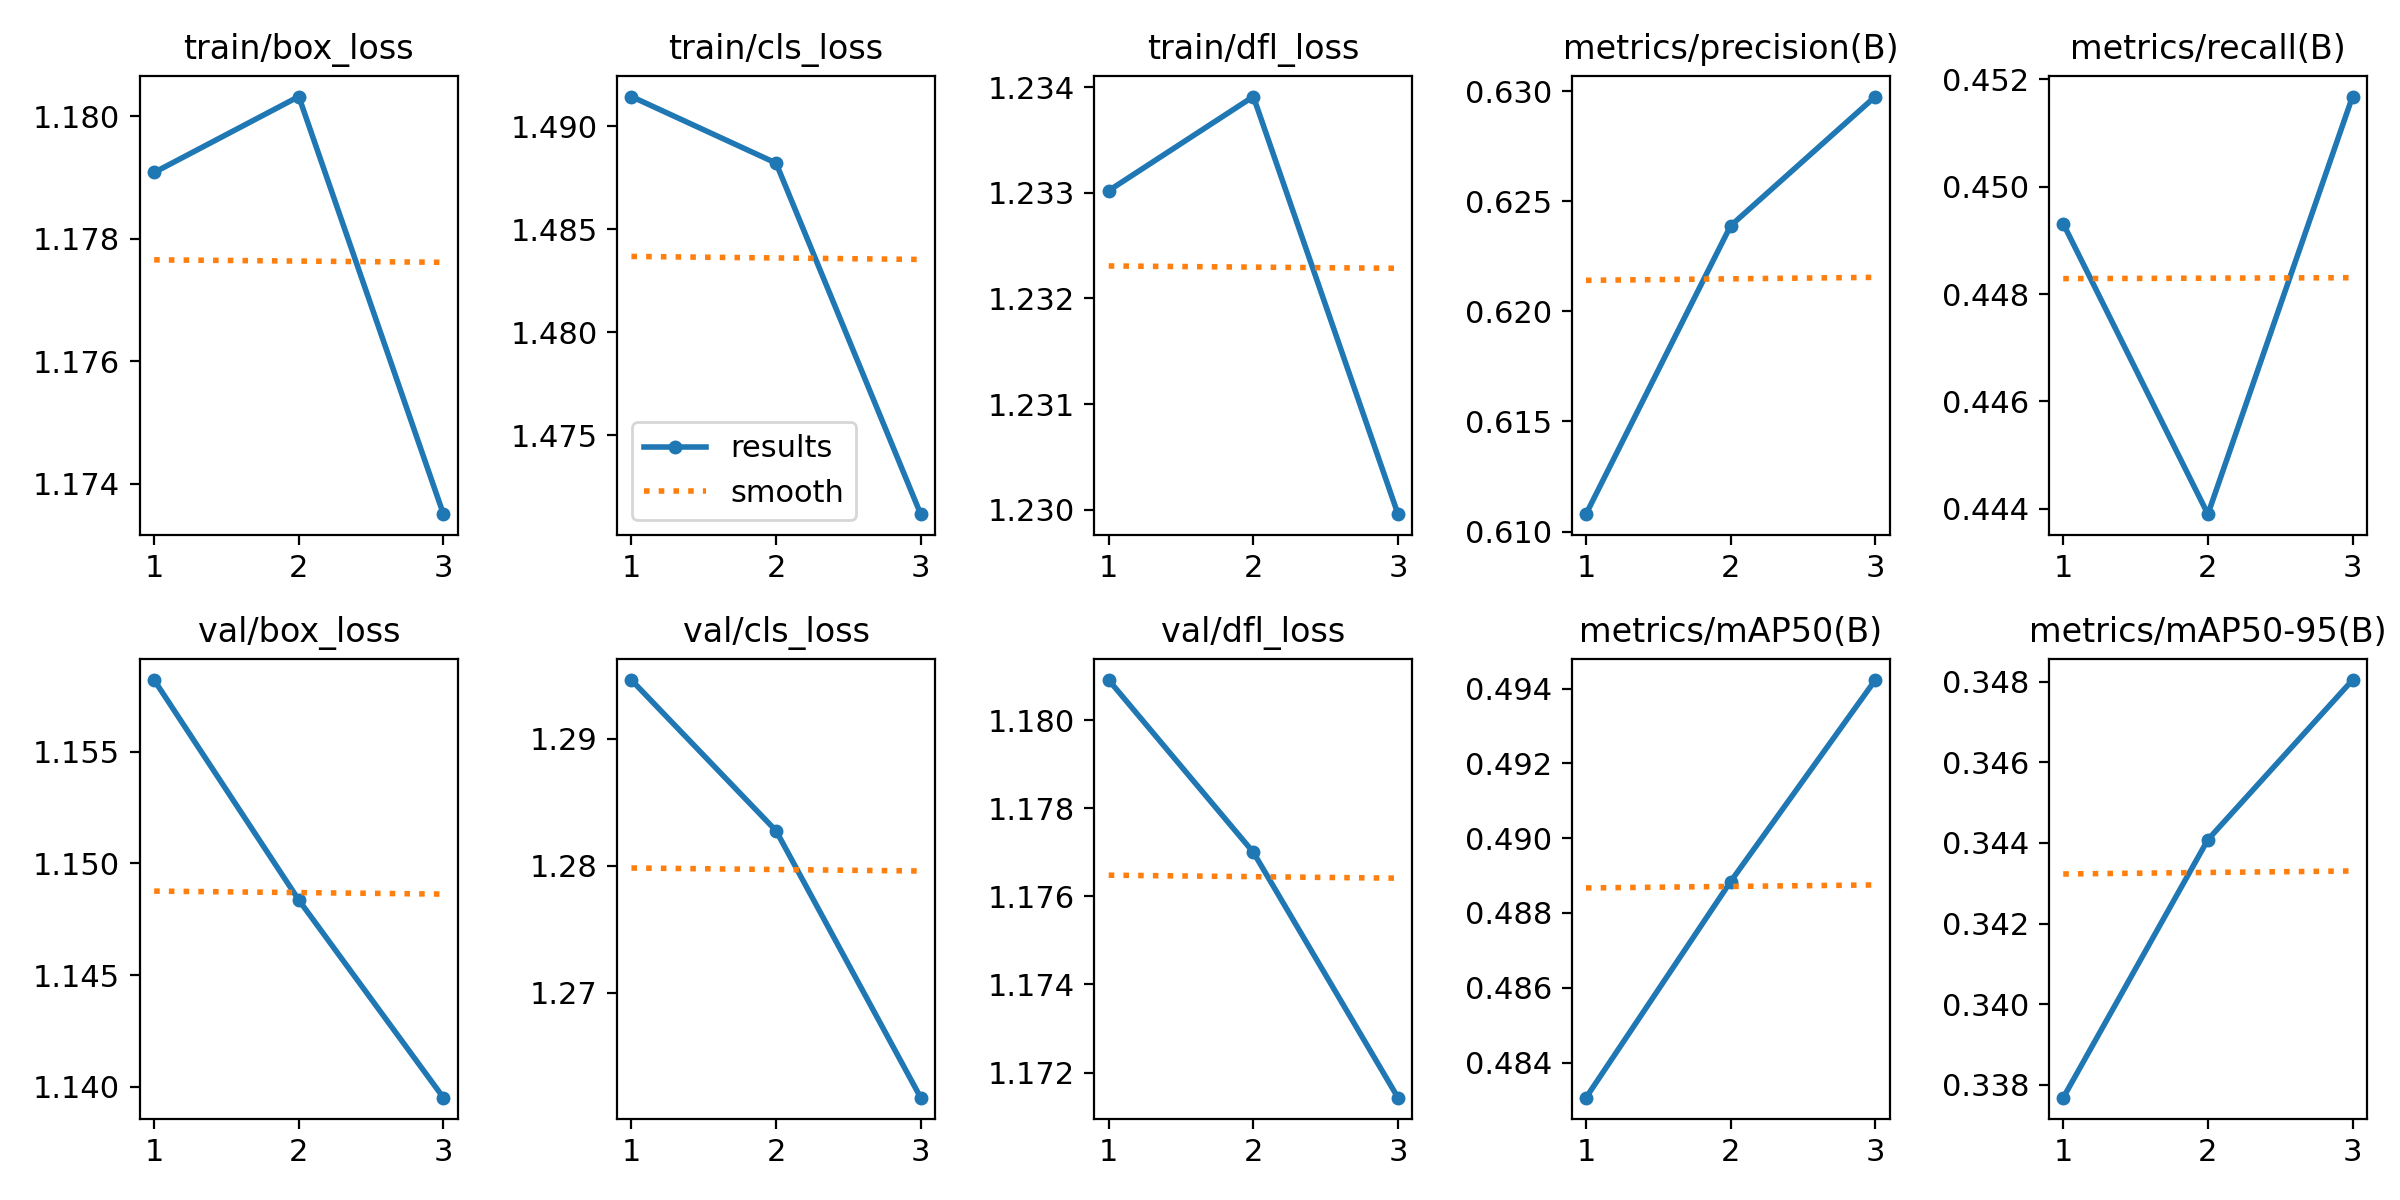 train/box_loss
train/cls_loss
train/dfl_loss
metrics/precision(B)
metrics/recall(B)
1.180
1.178
1.176
1.174
1 2 3
1.490
1.485
1.480
1.475
results
smooth
1 2 3
1.234
1.233
1.232
1.231
1.230
1 2 3
0.630
0.625
0.620
0.615
0.610
1 2 3
0.452
0.450
0.448
0.446
0.444
1 2 3
val/box_loss
val/cls_loss
val/dfl_loss
metrics/mAP50(B)
metrics/mAP50-95(B)
1.155
1.150
1.145
1.140
1 2 3
1.29
1.28
1.27
1 2 3
1.180
1.178
1.176
1.174
1.172
1 2 3
0.494
0.492
0.490
0.488
0.486
0.484
1 2 3
0.348
0.346
0.344
0.342
0.340
0.338
1 2 3